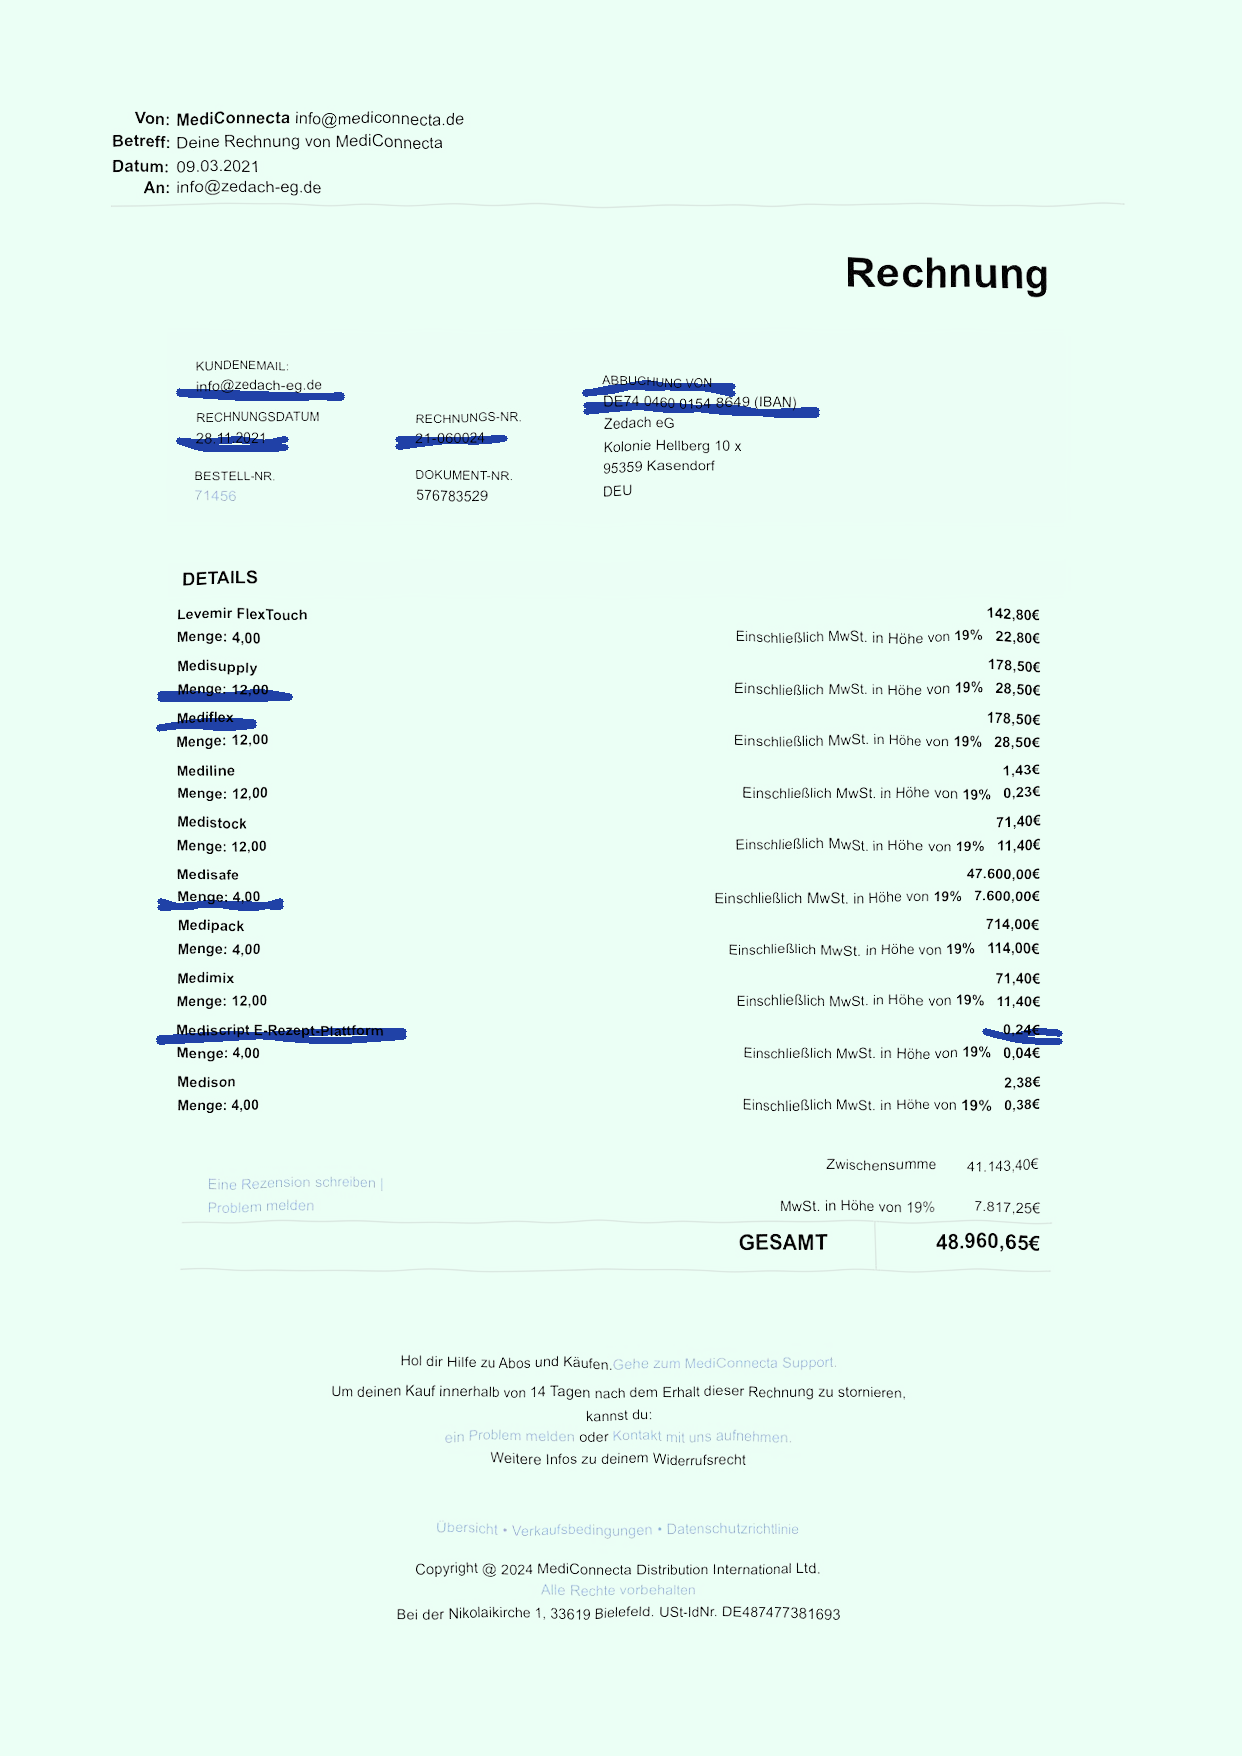 Von: MediConnecta info@mediconnecta.de
Betreff: Deine Rechnung von MediConnecta
Datum: 09.03.2021
An: info@zedach-eg.de
Rechnung
KUNDENEMAIL:
info@zedach-eg.de
RECHNUNGSDATUM
28.11.2021
RECHNUNGS-NR.
21-060024
BESTELL-NR.
71456
DOKUMENT-NR.
576783529
ABBUCHUNG VON
DE74 0460 0154 8649 (IBAN)
Zedach eG
Kolonie Hellberg 10 x
95359 Kasendorf
DEU
DETAILS
Levemir FlexTouch 142,80€
Menge: 4,00 Einschließlich MwSt. in Höhe von 19% 22,80€
Medisupply 178,50€
Menge: 12,00 Einschließlich MwSt. in Höhe von 19% 28,50€
Mediflex 178,50€
Menge: 12,00 Einschließlich MwSt. in Höhe von 19% 28,50€
Mediline 1,43€
Menge: 12,00 Einschließlich MwSt. in Höhe von 19% 0,23€
Medistock 71,40€
Menge: 12,00 Einschließlich MwSt. in Höhe von 19% 11,40€
Medisafe 47.600,00€
Menge: 4,00 Einschließlich MwSt. in Höhe von 19% 7.600,00€
Medipack 714,00€
Menge: 4,00 Einschließlich MwSt. in Höhe von 19% 114,00€
Medimix 71,40€
Menge: 12,00 Einschließlich MwSt. in Höhe von 19% 11,40€
Mediscript E-Rezept-Plattform 0,24€
Menge: 4,00 Einschließlich MwSt. in Höhe von 19% 0,04€
Medison 2,38€
Menge: 4,00 Einschließlich MwSt. in Höhe von 19% 0,38€
Zwischensumme 41.143,40€
Eine Rezension schreiben |
Problem melden
MwSt. in Höhe von 19% 7.817,25€
GESAMT 48.960,65€
Hol dir Hilfe zu Abos und Käufen.Gehe zum MediConnecta Support.
Um deinen Kauf innerhalb von 14 Tagen nach dem Erhalt dieser Rechnung zu stornieren,
kannst du:
ein Problem melden oder Kontakt mit uns aufnehmen.
Weitere Infos zu deinem Widerrufsrecht
Übersicht • Verkaufsbedingungen • Datenschutzrichtlinie
Copyright @ 2024 MediConnecta Distribution International Ltd.
Alle Rechte vorbehalten
Bei der Nikolaikirche 1, 33619 Bielefeld. USt-IdNr. DE487477381693